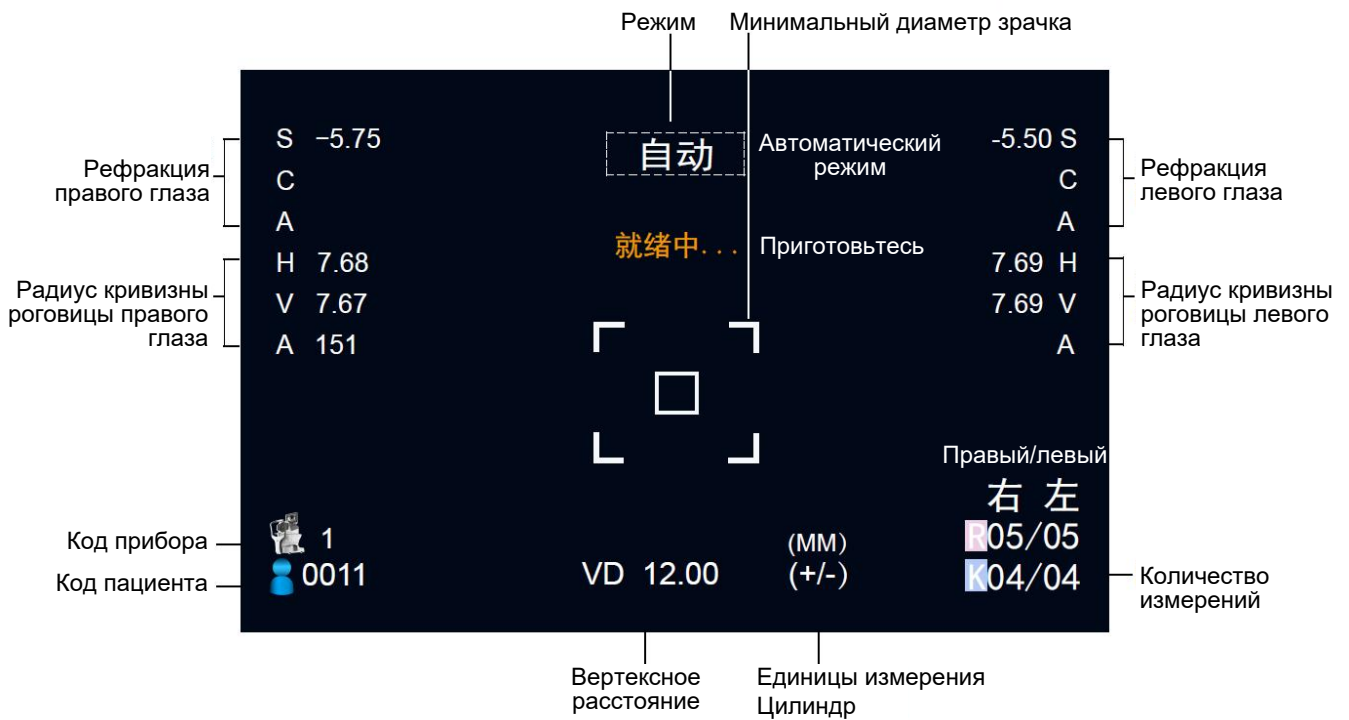 Режим
Минимальный диаметр зрачка
Рефракция
правого глаза
S −5.75
C
A
Радиус кривизны
роговицы правого
глаза
H 7.68
V 7.67
A 151
自动
Автоматический
режим
就绪中...
Приготовьтесь
-5.50 S
C
A
Рефракция
левого глаза
7.69 H
7.69 V
A
Радиус кривизны
роговицы левого
глаза
Правый/левый
右 左
R05/05
K04/04
Количество
измерений
Код прибора
1
Код пациента
0011
VD 12.00
(MM)
(+/-)
Вертексное
расстояние
Единицы измерения
Цилиндр